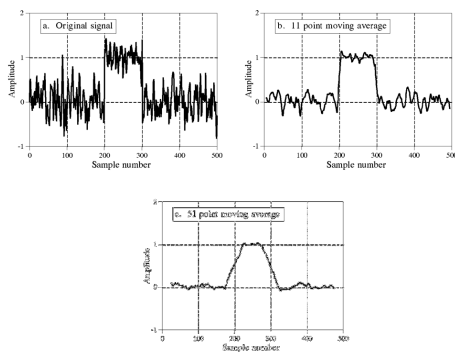 a. Original signal
2
1
0
-1
Amplitude
0 100 200 300 400 500
Sample number
b. 11 point moving average
2
1
0
-1
Amplitude
0 100 200 300 400 500
Sample number
c. 51 point moving average
2
1
0
-1
Amplitude
0 100 200 300 400 500
Sample number